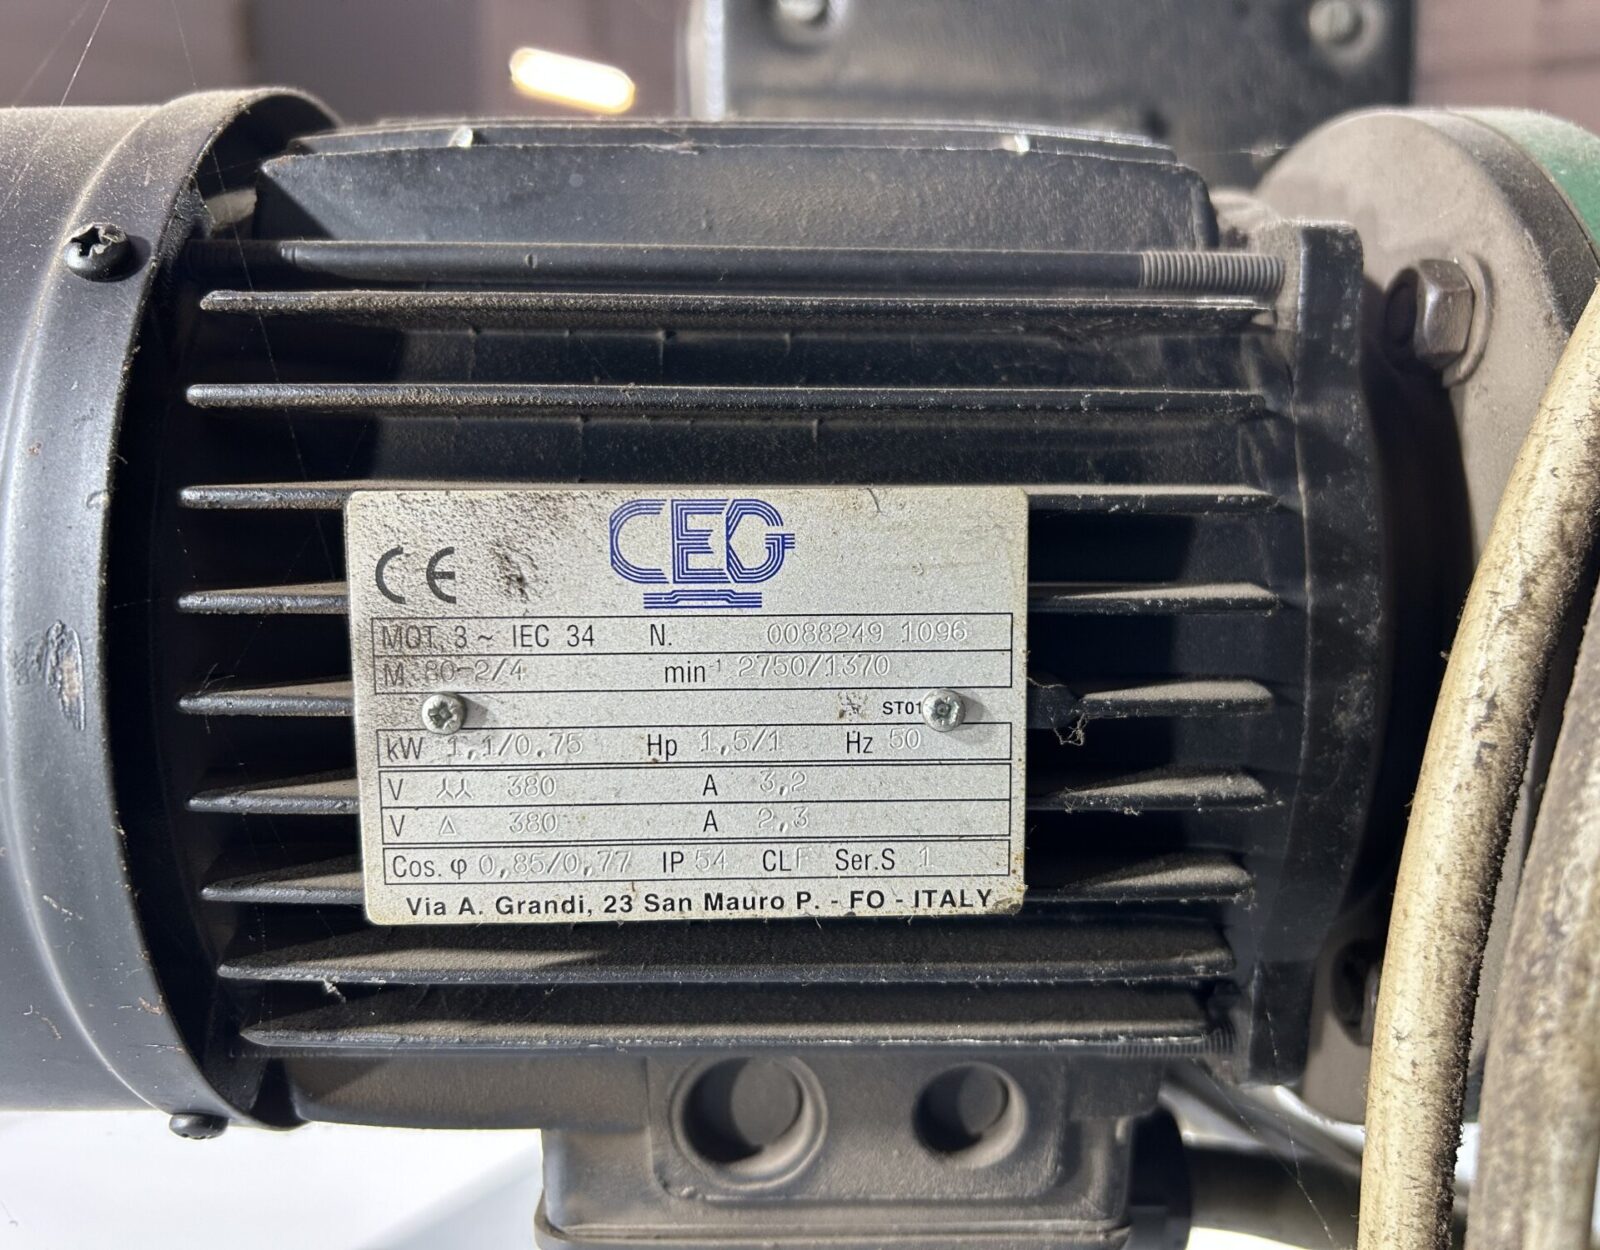 CE
CEG
MOT. 3 ~ IEC 34 N. 0088249 1096
M 80-2/4 min-1 2750/1370
ST01
kW 1,1/0.75 Hp 1,5/1 Hz 50
V ⅄⅄ 380 A 3,2
V △ 380 A 2,3
Cos. φ 0,85/0,77 IP 54 CL F Ser.S 1
Via A. Grandi, 23 San Mauro P. - FO - ITALY